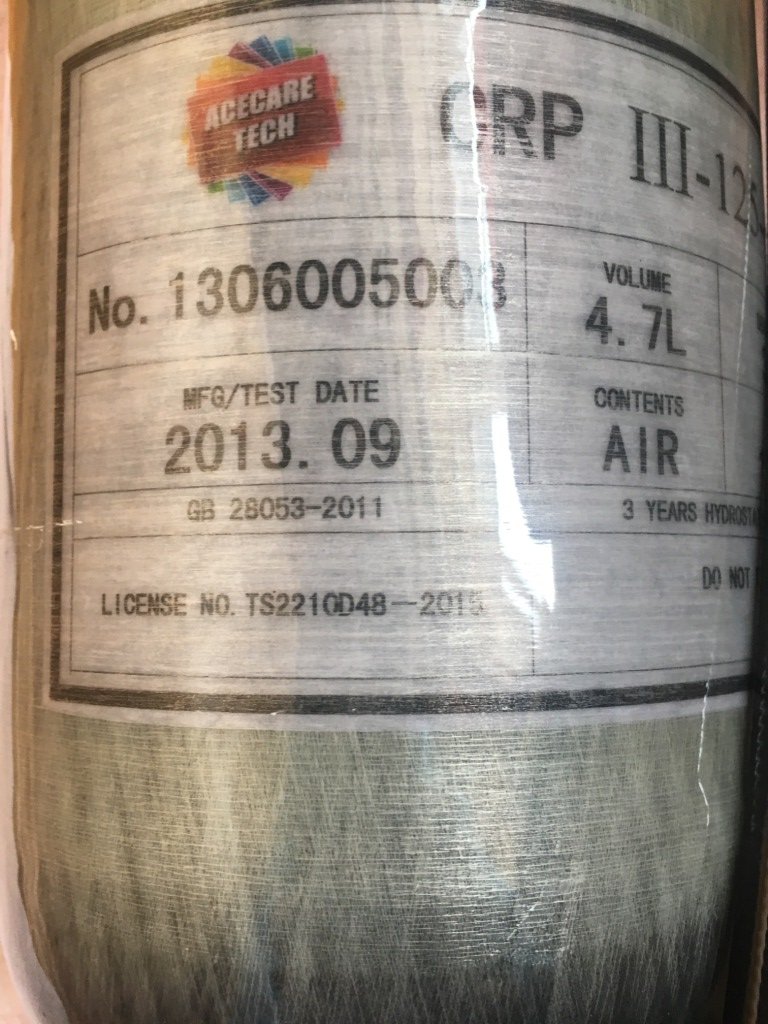 ACECARE
TECH
CRP III-12
No. 1306005003
VOLUME
4.7L
MFG/TEST DATE
2013.09
CONTENTS
AIR
GB 28053-2011
3 YEARS
LICENSE NO. TS2210D48-2015
DO NOT